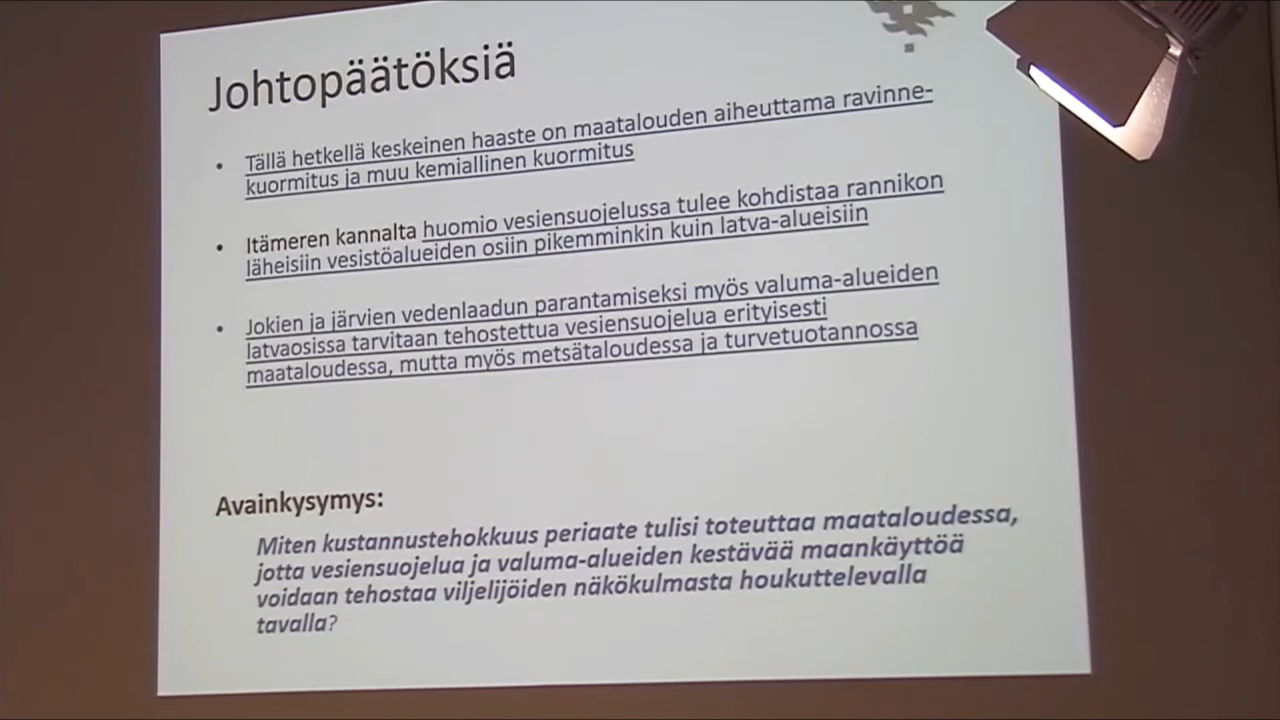 Johtopäätöksiä
• Tällä hetkellä keskeinen haaste on maatalouden aiheuttama ravinne-
kuormitus ja muu kemiallinen kuormitus
• Itämeren kannalta huomio vesiensuojelussa tulee kohdistaa rannikon
läheisiin vesistöalueiden osiin pikemminkin kuin latva-alueisiin
• Jokien ja järvien vedenlaadun parantamiseksi myös valuma-alueiden
latvaosissa tarvitaan tehostettua vesiensuojelua erityisesti
maataloudessa, mutta myös metsätaloudessa ja turvetuotannossa
Avainkysymys:
Miten kustannustehokkuus periaate tulisi toteuttaa maataloudessa,
jotta vesiensuojelua ja valuma-alueiden kestävää maankäyttöä
voidaan tehostaa viljelijöiden näkökulmasta houkuttelevalla
tavalla?